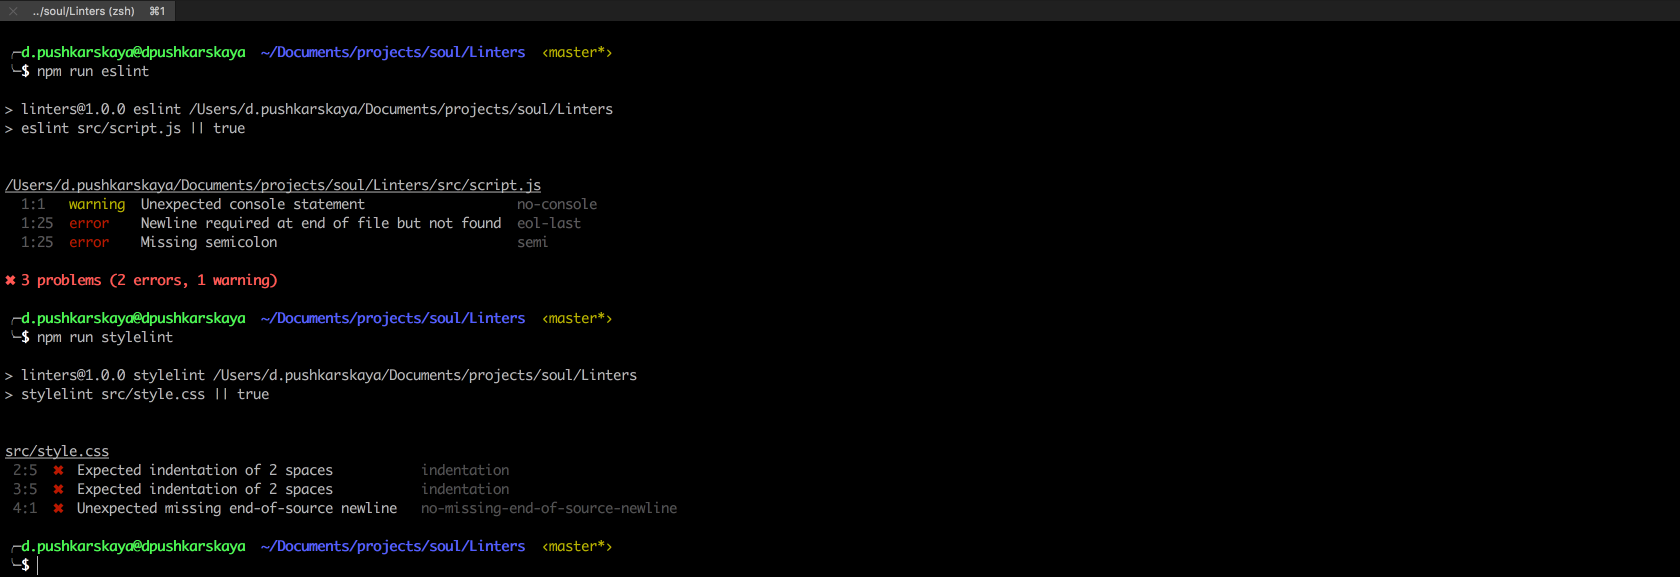 ../soul/Linters (zsh) ⌘1
╭─d.pushkarskaya@dpushkarskaya ~/Documents/projects/soul/Linters ‹master*›
╰─$ npm run eslint
> linters@1.0.0 eslint /Users/d.pushkarskaya/Documents/projects/soul/Linters
> eslint src/script.js || true
/Users/d.pushkarskaya/Documents/projects/soul/Linters/src/script.js
1:1 warning Unexpected console statement no-console
1:25 error Newline required at end of file but not found eol-last
1:25 error Missing semicolon semi
✖ 3 problems (2 errors, 1 warning)
╭─d.pushkarskaya@dpushkarskaya ~/Documents/projects/soul/Linters ‹master*›
╰─$ npm run stylelint
> linters@1.0.0 stylelint /Users/d.pushkarskaya/Documents/projects/soul/Linters
> stylelint src/style.css || true
src/style.css
2:5 ✖ Expected indentation of 2 spaces indentation
3:5 ✖ Expected indentation of 2 spaces indentation
4:1 ✖ Unexpected missing end-of-source newline no-missing-end-of-source-newline
╭─d.pushkarskaya@dpushkarskaya ~/Documents/projects/soul/Linters ‹master*›
╰─$